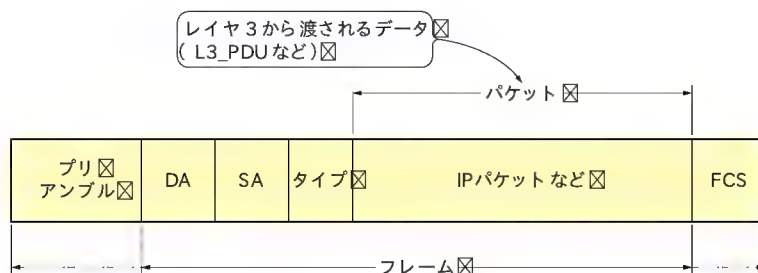 レイヤ3から渡されるデータ
( L3_PDUなど)
パケット
プリ
アンブル
DA
SA
タイプ
IPパケットなど
FCS
フレーム